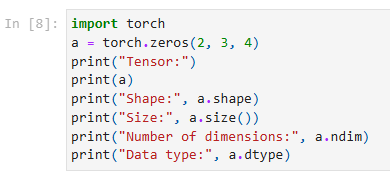 In [8]: import torch
a = torch.zeros(2, 3, 4)
print("Tensor:")
print(a)
print("Shape:", a.shape)
print("Size:", a.size())
print("Number of dimensions:", a.ndim)
print("Data type:", a.dtype)